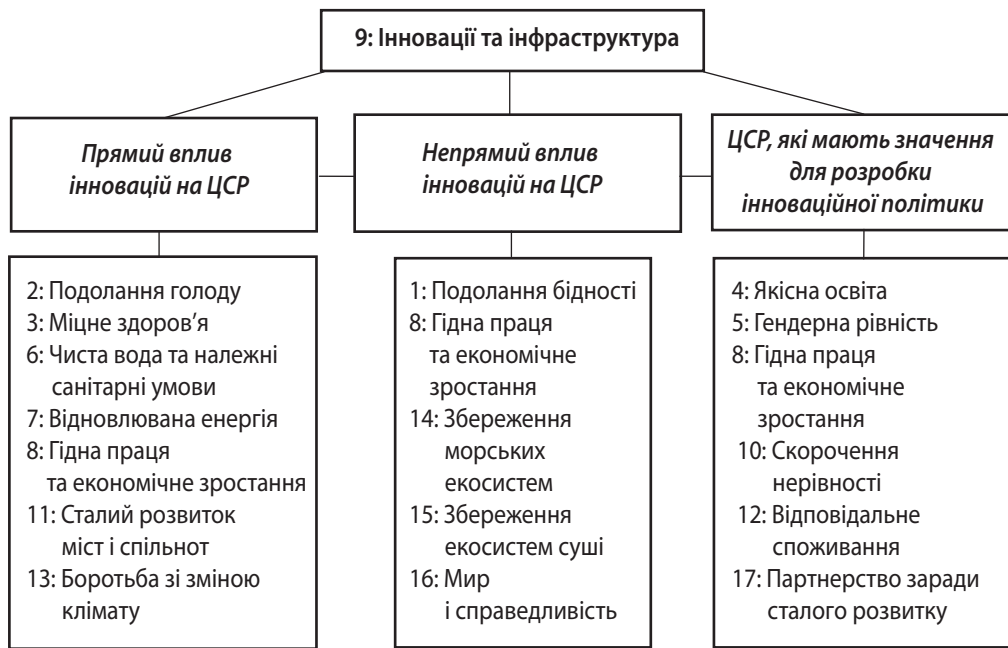 9: Інновації та інфраструктура
Прямий вплив
інновацій на ЦСР
Непрямий вплив
інновацій на ЦСР
ЦСР, які мають значення
для розробки
інноваційної політики
2: Подолання голоду
3: Міцне здоров’я
6: Чиста вода та належні
санітарні умови
7: Відновлювана енергія
8: Гідна праця
та економічне зростання
11: Сталий розвиток
міст і спільнот
13: Боротьба зі зміною
клімату
1: Подолання бідності
8: Гідна праця
та економічне
зростання
14: Збереження
морських
екосистем
15: Збереження
екосистем суші
16: Мир
і справедливість
4: Якісна освіта
5: Гендерна рівність
8: Гідна праця
та економічне
зростання
10: Скорочення
нерівності
12: Відповідальне
споживання
17: Партнерство заради
сталого розвитку